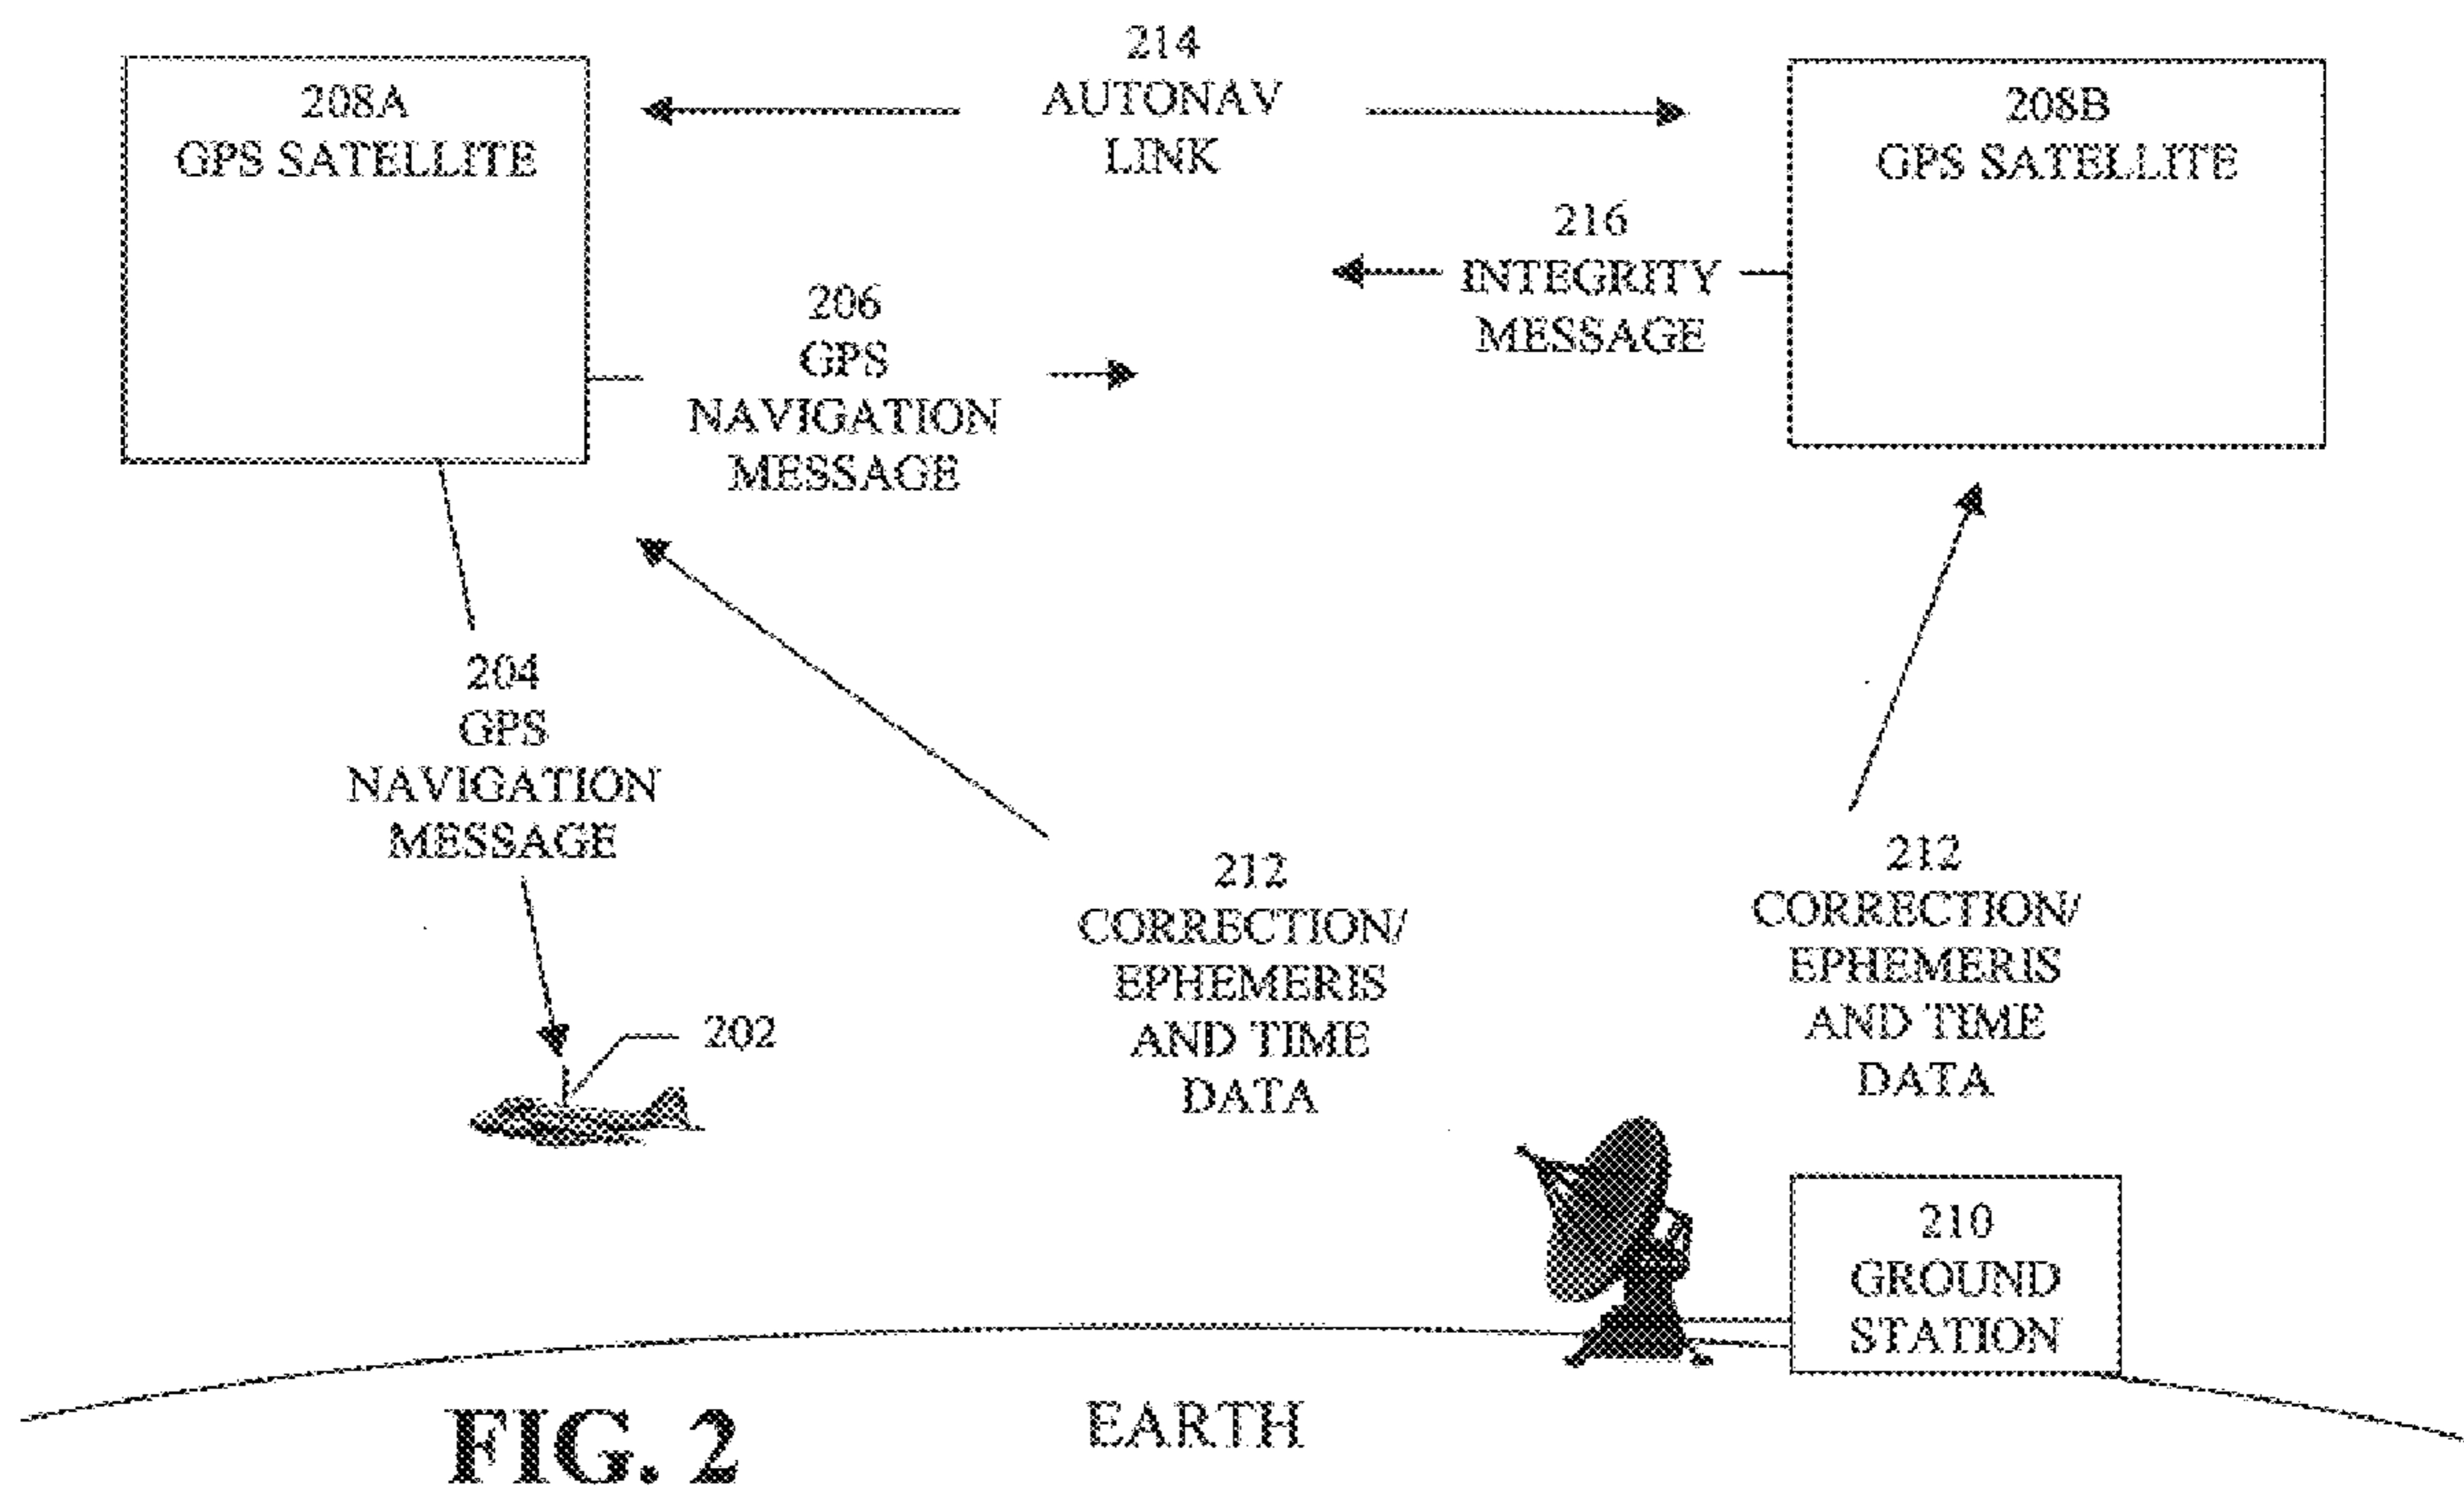 214
AUTONAV
LINK
208A
GPS SATELLITE
208B
GPS SATELLITE
216
INTEGRITY
MESSAGE
206
GPS
NAVIGATION
MESSAGE
204
GPS
NAVIGATION
MESSAGE
212
CORRECTION/
EPHEMERIS
AND TIME
DATA
212
CORRECTION/
EPHEMERIS
AND TIME
DATA
202
210
GROUND
STATION
EARTH
FIG. 2